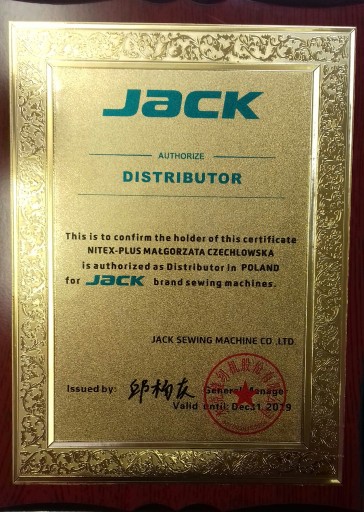 JACK
AUTHORIZE
DISTRIBUTOR
This is to confirm the holder of this certificate
NITEX-PLUS MAŁGORZATA CZECHLOWSKA
is authorized as Distributor in POLAND
for JACK brand sewing machines.
JACK SEWING MACHINE CO .,LTD
Issued by: General Manager
Valid until: Dec31,2019